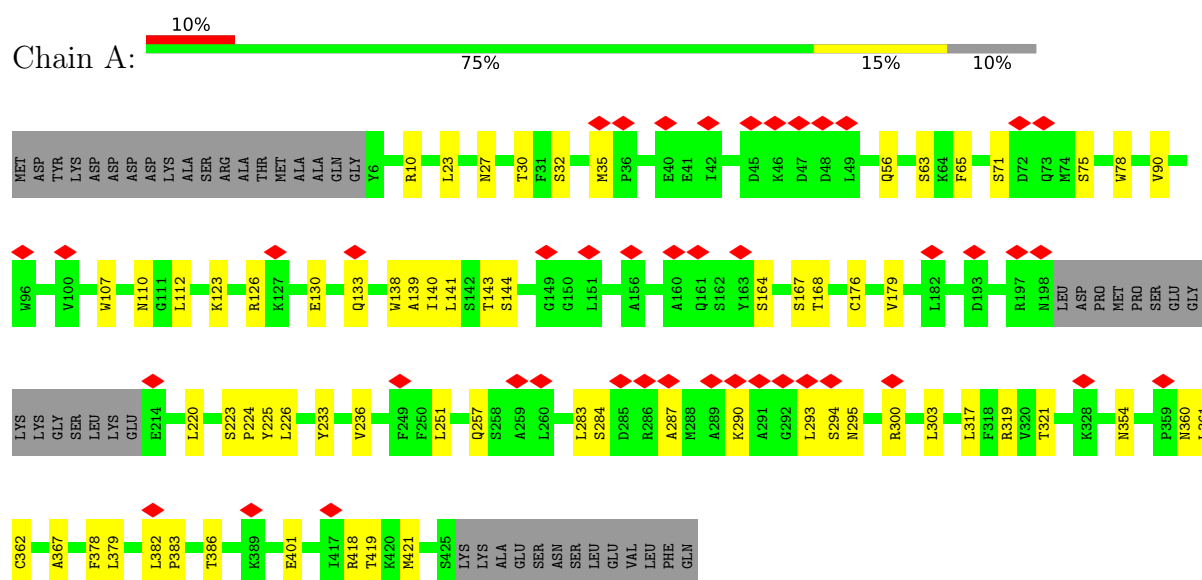 10%
Chain A:
75% 15% 10%
MET ASP TYR LYS ASP ASP ASP ASP LYS ALA SER ARG ALA THR MET ALA ALA GLN GLY Y6 R10 L23 N27 T30 F31 S32 M35 P36 E40 E41 I42 D45 K46 D47 D48 L49 Q56 S63 K64 F65 S71 D72 Q73 M74 S75 W78 V90
W96 V100 W107 N110 G111 L112 K123 R126 K127 E130 Q133 W138 A139 I140 L141 S142 T143 S144 G149 G150 L151 A156 A160 Q161 S162 Y163 S164 S167 T168 C176 V179 L182 D193 R197 N198 LEU ASP PRO MET PRO PRO SER GLU GLY
LYS LYS GLY SER LEU LYS GLU E214 L220 S223 P224 Y225 L226 Y233 V236 F249 F250 L251 Q257 S258 A259 L260 L283 S284 D285 R286 A287 M288 A289 K290 A291 G292 L293 S294 N295 R300 L303 L317 F318 R319 V320 T321 K328 N354 P359 N360 L361
C362 A367 F378 L379 L382 P383 T386 K389 E401 I417 R418 T419 K420 M421 S425 LYS LYS ALA GLU SER ASN SER LEU GLU VAL LEU PHE GLN